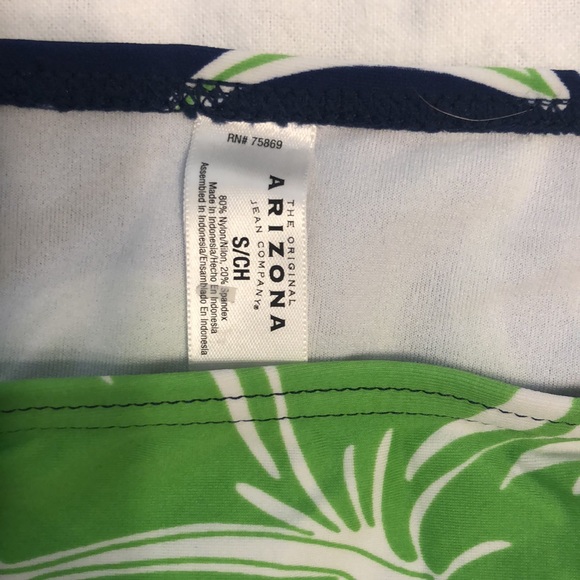 RN# 75869
THE ORIGINAL
ARIZONA
JEAN COMPANY®
S/CH
80% Nylon/Nilon, 20% Spandex
Made in Indonesia/Hecho En Indonesia
Assembled In Indonesia/Ensamblado En Indonesia